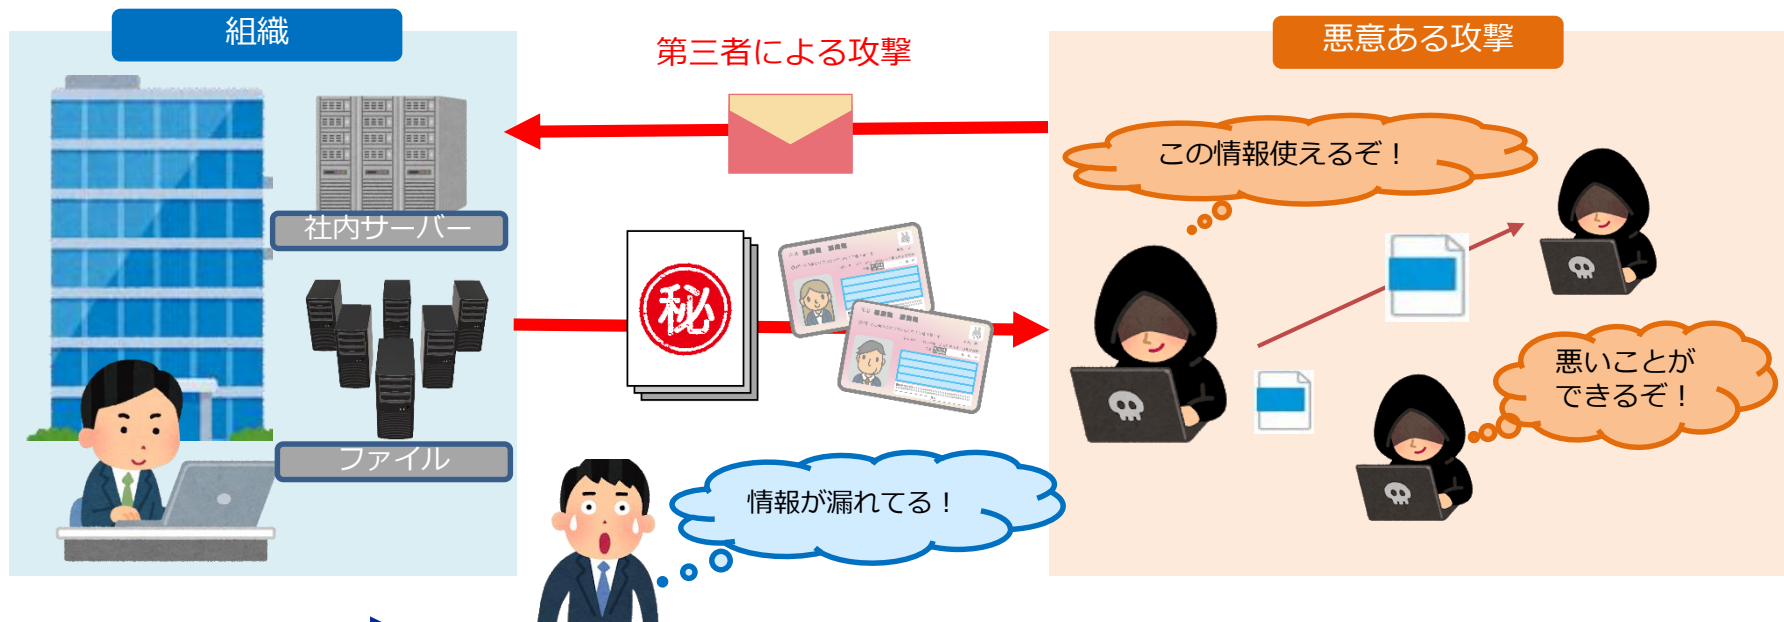 組織
第三者による攻撃
悪意ある攻撃
この情報使えるぞ！
社内サーバー
秘
悪いことが
できるぞ！
ファイル
情報が漏れてる！